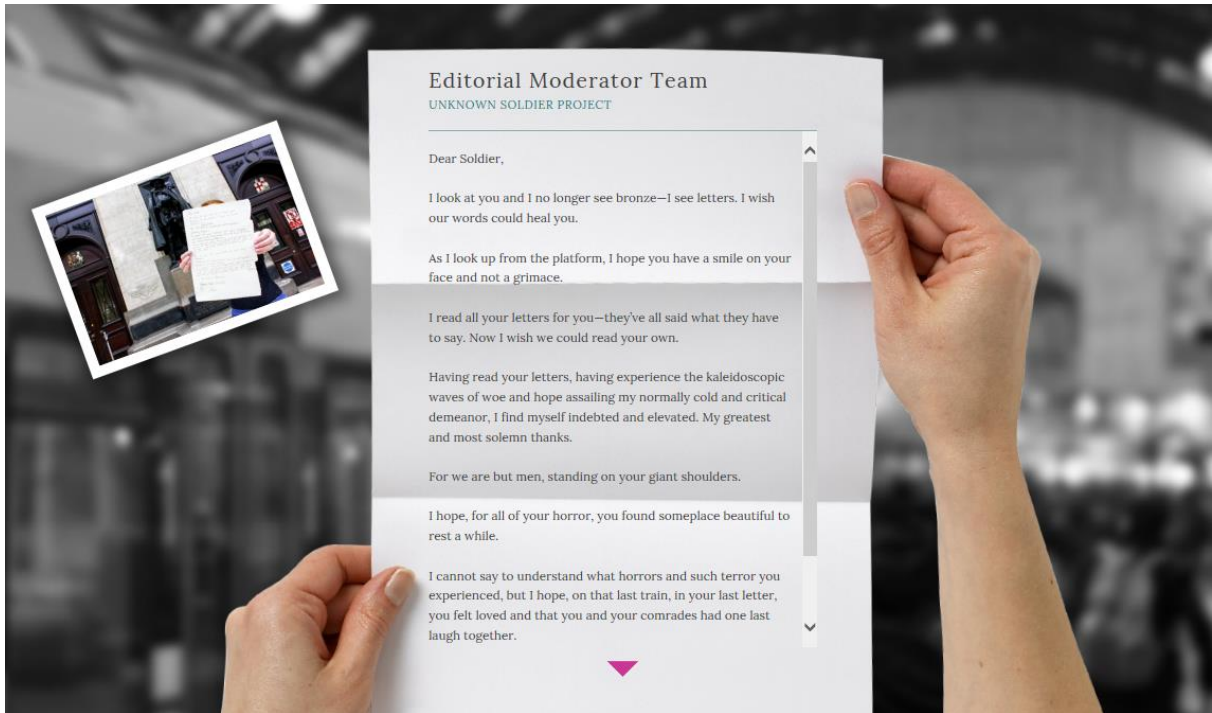 Editorial Moderator Team
UNKNOWN SOLDIER PROJECT
Dear Soldier,
I look at you and I no longer see bronze—I see letters. I wish
our words could heal you.
As I look up from the platform, I hope you have a smile on your
face and not a grimace.
I read all your letters for you—they've all said what they have
to say. Now I wish we could read your own.
Having read your letters, having experience the kaleidoscopic
waves of woe and hope assailing my normally cold and critical
demeanor, I find myself indebted and elevated. My greatest
and most solemn thanks.
For we are but men, standing on your giant shoulders.
I hope, for all of your horror, you found someplace beautiful to
rest a while.
I cannot say to understand what horrors and such terror you
experienced, but I hope, on that last train, in your last letter,
you felt loved and that you and your comrades had one last
laugh together.